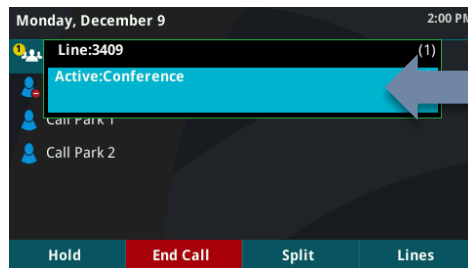 Monday, December 9 2:00 PM
1
Line:3409 (1)
Active:Conference
Call Park 1
Call Park 2
Hold End Call Split Lines